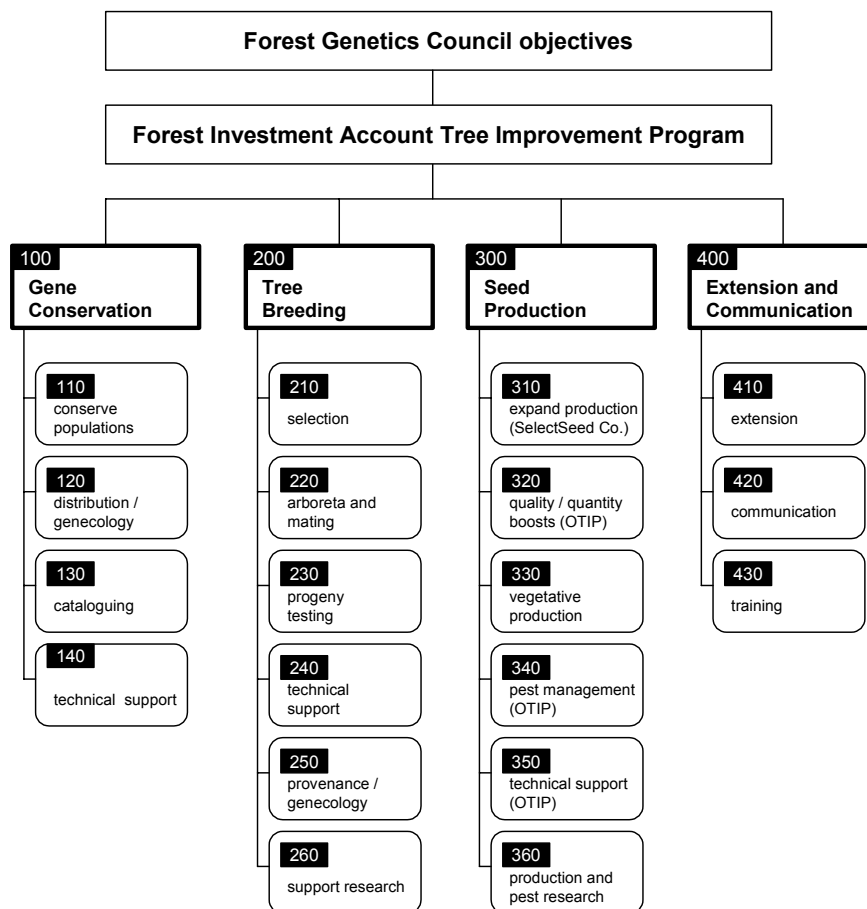 Forest Genetics Council objectives
Forest Investment Account Tree Improvement Program
100
Gene
Conservation
110
conserve
populations
120
distribution /
genecology
130
cataloguing
140
technical support
200
Tree
Breeding
210
selection
220
arboreta and
mating
230
progeny
testing
240
technical
support
250
provenance /
genecology
260
support research
300
Seed
Production
310
expand production
(SelectSeed Co.)
320
quality / quantity
boosts (OTIP)
330
vegetative
production
340
pest management
(OTIP)
350
technical support
(OTIP)
360
production and
pest research
400
Extension and
Communication
410
extension
420
communication
430
training